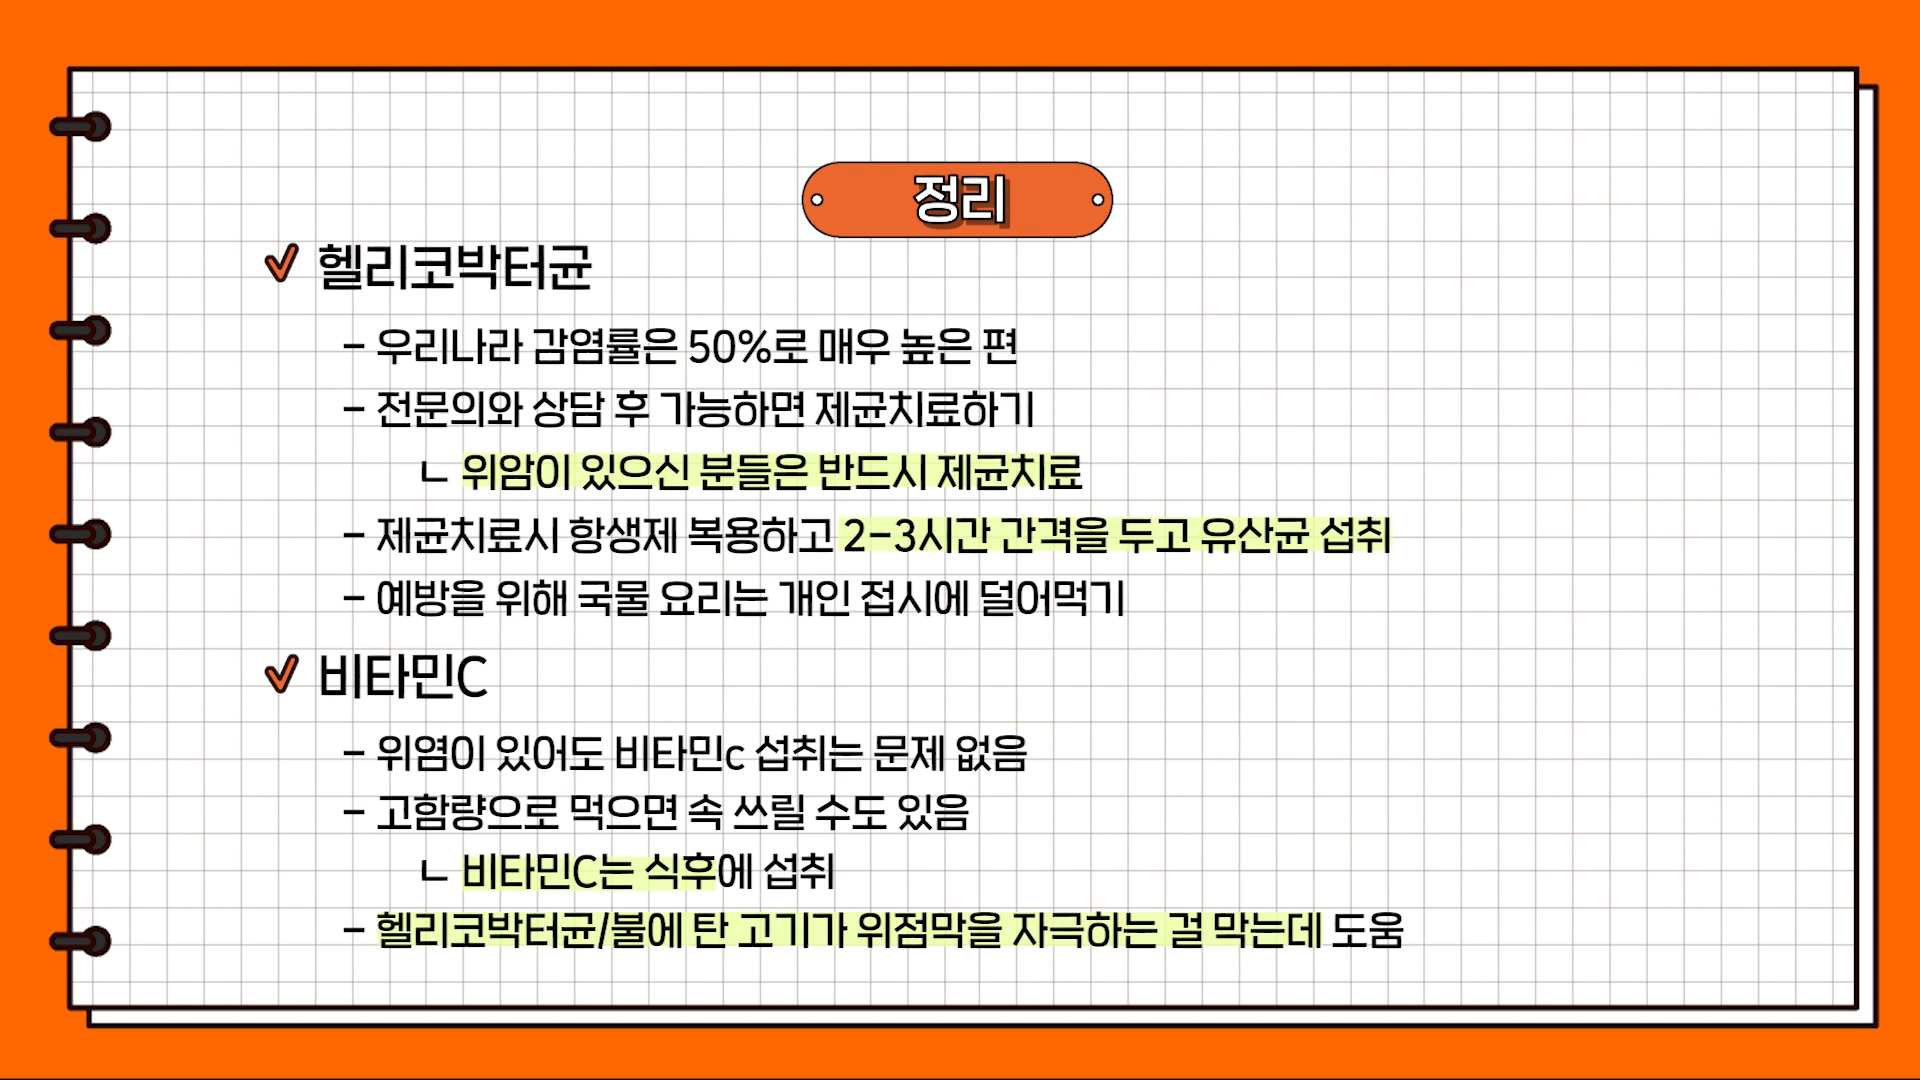 정리
헬리코박터균
- 우리나라 감염률은 50%로 매우 높은 편
- 전문의와 상담 후 가능하면 제균치료하기
ㄴ 위암이 있으신 분들은 반드시 제균치료
- 제균치료시 항생제 복용하고 2-3시간 간격을 두고 유산균 섭취
- 예방을 위해 국물 요리는 개인 접시에 덜어먹기
비타민C
- 위염이 있어도 비타민c 섭취는 문제 없음
- 고함량으로 먹으면 속 쓰릴 수도 있음
ㄴ 비타민C는 식후에 섭취
- 헬리코박터균/불에 탄 고기가 위점막을 자극하는 걸 막는데 도움